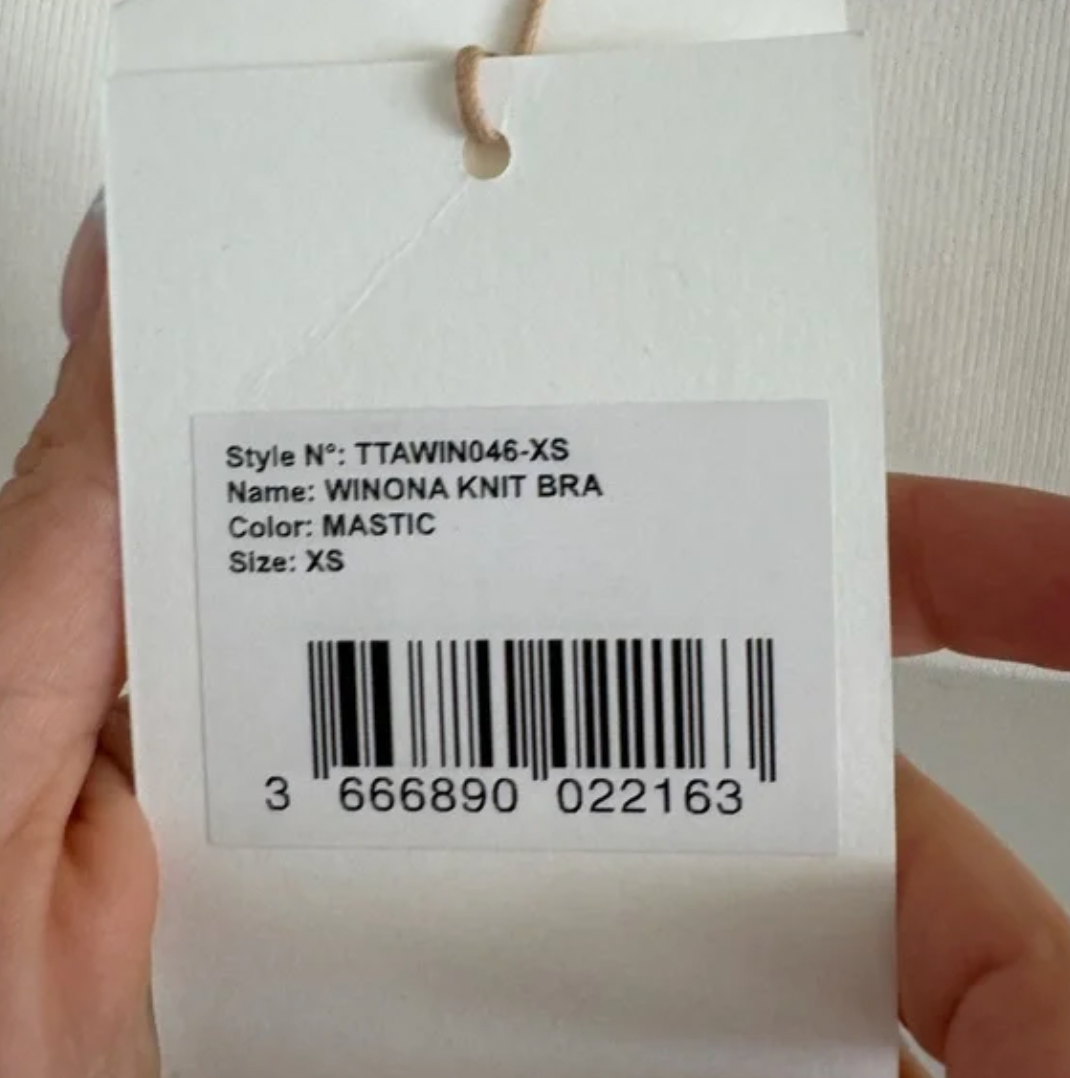 Style N°: TTAWIN046-XS
Name: WINONA KNIT BRA
Color: MASTIC
Size: XS
3 666890 022163